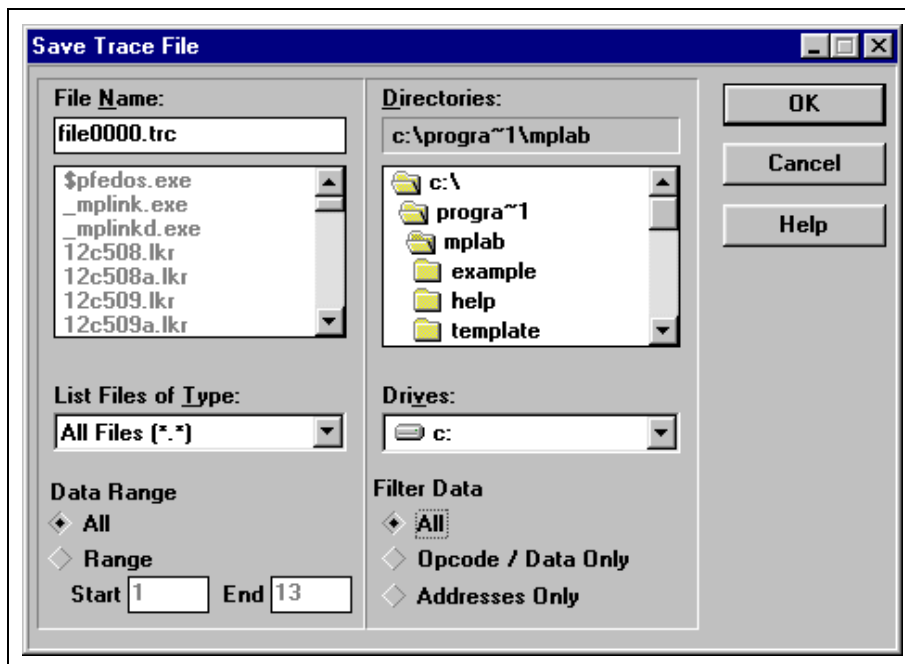 Save Trace File
File Name:
file0000.trc
$pfedos.exe
_mplink.exe
_mplinkd.exe
12c508.lkr
12c508a.lkr
12c509.lkr
12c509a.lkr
List Files of Type:
All Files (*.*)
Data Range
All
Range
Start 1 End 13
Directories:
c:\progra~1\mplab
c:\
progra~1
mplab
example
help
template
Drives:
c:
Filter Data
All
Opcode / Data Only
Addresses Only
OK
Cancel
Help